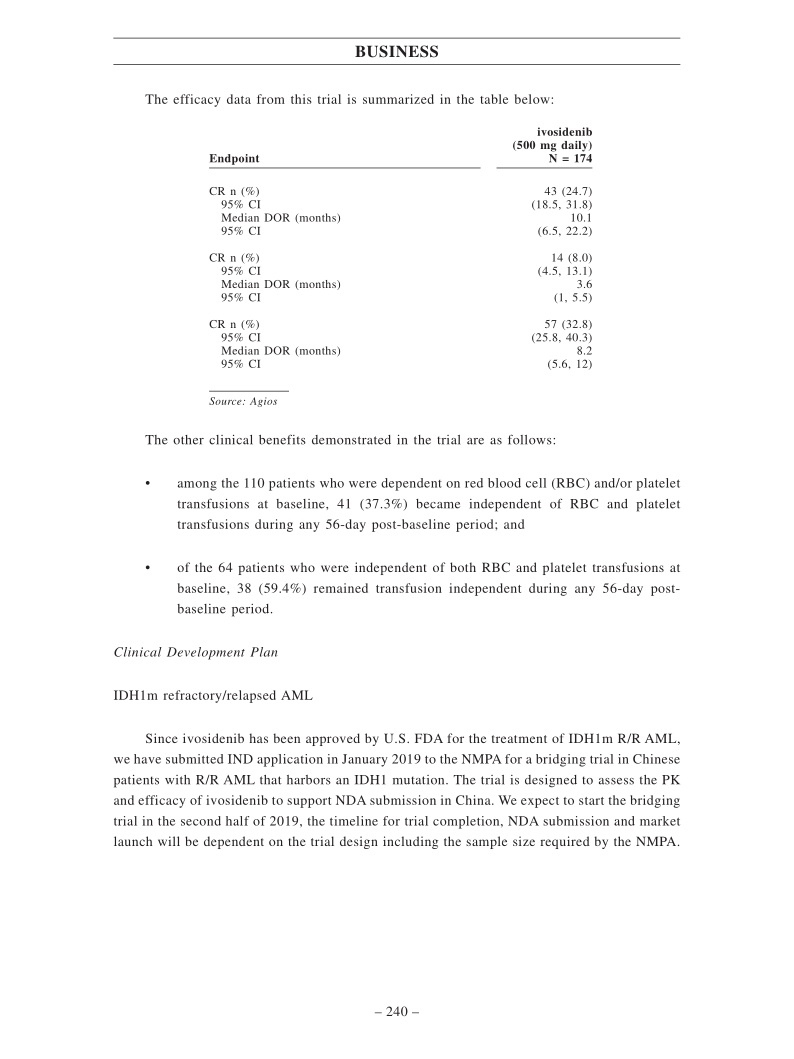 BUSINESS
The efficacy data from this trial is summarized in the table below:
ivosidenib
(500 mg daily)
Endpoint N = 174
CR n (%) 43 (24.7)
95% CI (18.5, 31.8)
Median DOR (months) 10.1
95% CI (6.5, 22.2)
CR n (%) 14 (8.0)
95% CI (4.5, 13.1)
Median DOR (months) 3.6
95% CI (1, 5.5)
CR n (%) 57 (32.8)
95% CI (25.8, 40.3)
Median DOR (months) 8.2
95% CI (5.6, 12)
Source: Agios
The other clinical benefits demonstrated in the trial are as follows:
• among the 110 patients who were dependent on red blood cell (RBC) and/or platelet
transfusions at baseline, 41 (37.3%) became independent of RBC and platelet
transfusions during any 56-day post-baseline period; and
• of the 64 patients who were independent of both RBC and platelet transfusions at
baseline, 38 (59.4%) remained transfusion independent during any 56-day post-
baseline period.
Clinical Development Plan
IDH1m refractory/relapsed AML
Since ivosidenib has been approved by U.S. FDA for the treatment of IDH1m R/R AML,
we have submitted IND application in January 2019 to the NMPA for a bridging trial in Chinese
patients with R/R AML that harbors an IDH1 mutation. The trial is designed to assess the PK
and efficacy of ivosidenib to support NDA submission in China. We expect to start the bridging
trial in the second half of 2019, the timeline for trial completion, NDA submission and market
launch will be dependent on the trial design including the sample size required by the NMPA.
– 240 –